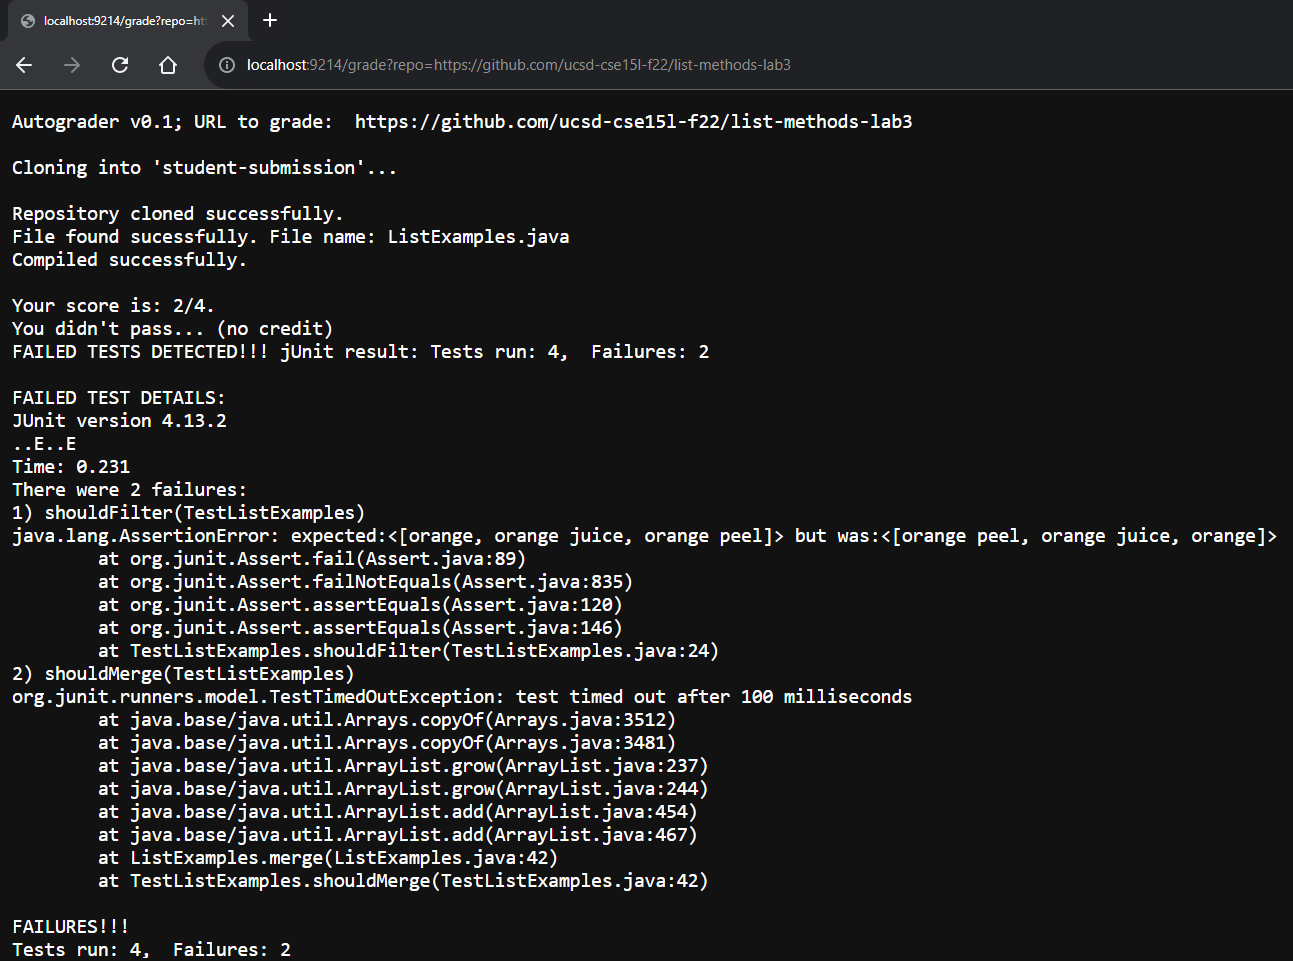 localhost:9214/grade?repo=ht
localhost:9214/grade?repo=https://github.com/ucsd-cse15l-f22/list-methods-lab3
Autograder v0.1; URL to grade:  https://github.com/ucsd-cse15l-f22/list-methods-lab3
Cloning into 'student-submission'...
Repository cloned successfully.
File found sucessfully. File name: ListExamples.java
Compiled successfully.
Your score is: 2/4.
You didn't pass... (no credit)
FAILED TESTS DETECTED!!! jUnit result: Tests run: 4,  Failures: 2
FAILED TEST DETAILS:
JUnit version 4.13.2
..E..E
Time: 0.231
There were 2 failures:
1) shouldFilter(TestListExamples)
java.lang.AssertionError: expected:<[orange, orange juice, orange peel]> but was:<[orange peel, orange juice, orange]>
        at org.junit.Assert.fail(Assert.java:89)
        at org.junit.Assert.failNotEquals(Assert.java:835)
        at org.junit.Assert.assertEquals(Assert.java:120)
        at org.junit.Assert.assertEquals(Assert.java:146)
        at TestListExamples.shouldFilter(TestListExamples.java:24)
2) shouldMerge(TestListExamples)
org.junit.runners.model.TestTimedOutException: test timed out after 100 milliseconds
        at java.base/java.util.Arrays.copyOf(Arrays.java:3512)
        at java.base/java.util.Arrays.copyOf(Arrays.java:3481)
        at java.base/java.util.ArrayList.grow(ArrayList.java:237)
        at java.base/java.util.ArrayList.grow(ArrayList.java:244)
        at java.base/java.util.ArrayList.add(ArrayList.java:454)
        at java.base/java.util.ArrayList.add(ArrayList.java:467)
        at ListExamples.merge(ListExamples.java:42)
        at TestListExamples.shouldMerge(TestListExamples.java:42)
FAILURES!!!
Tests run: 4,  Failures: 2